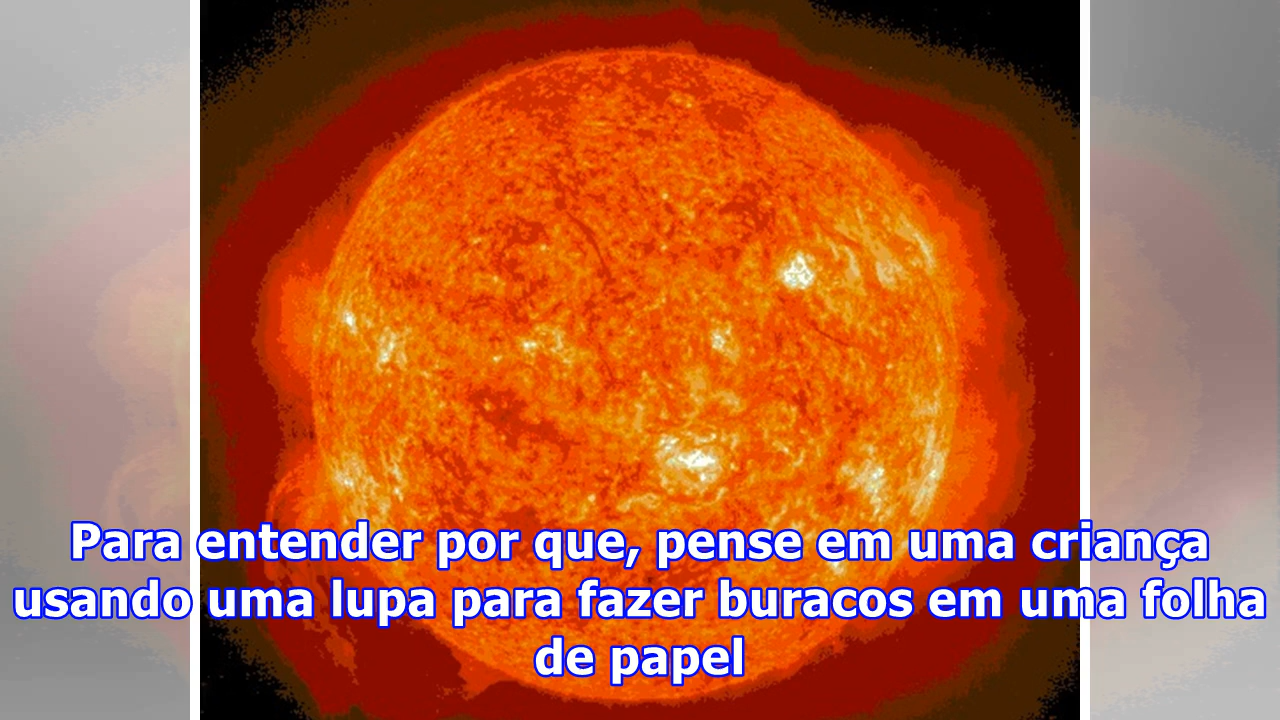 Para entender por que, pense em uma criança
usando uma lupa para fazer buracos em uma folha
de papel